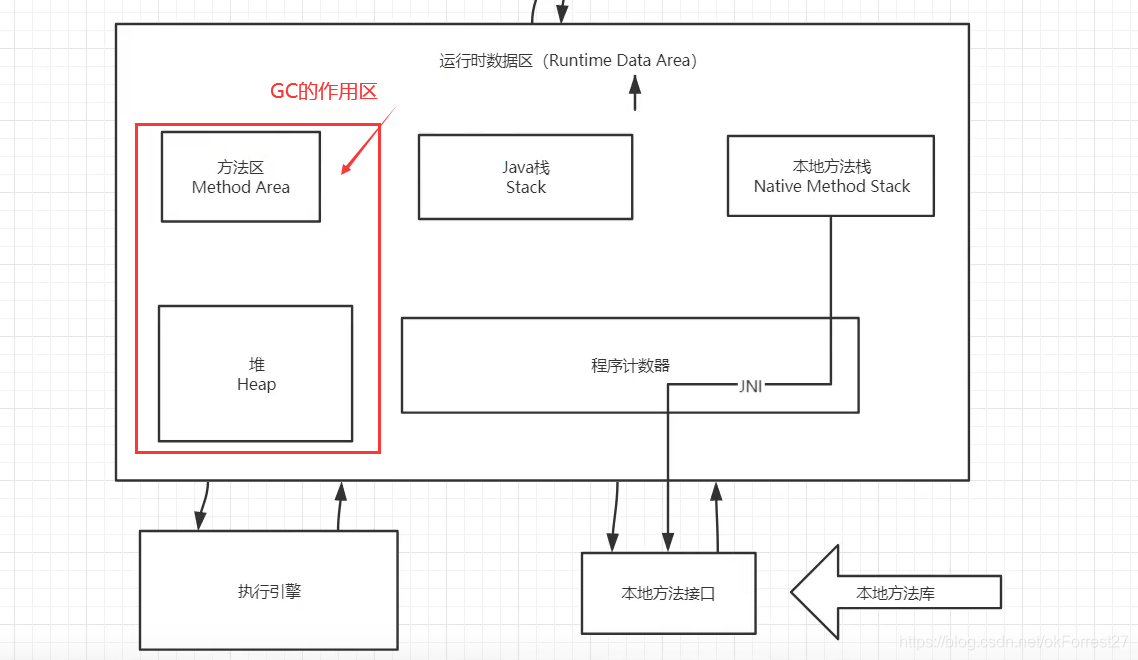 运行时数据区（Runtime Data Area）
GC的作用区
方法区
Method Area
Java栈
Stack
本地方法栈
Native Method Stack
堆
Heap
程序计数器
JNI
执行引擎
本地方法接口
本地方法库
https://blog.csdn.net/okForrest27